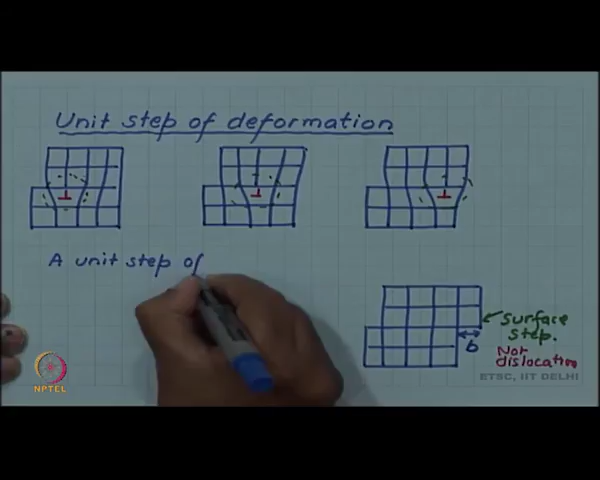 Unit step of deformation
A unit step of
Surface
step.
b
Not
dislocation
NPTEL
ETSC, IIT DELHI